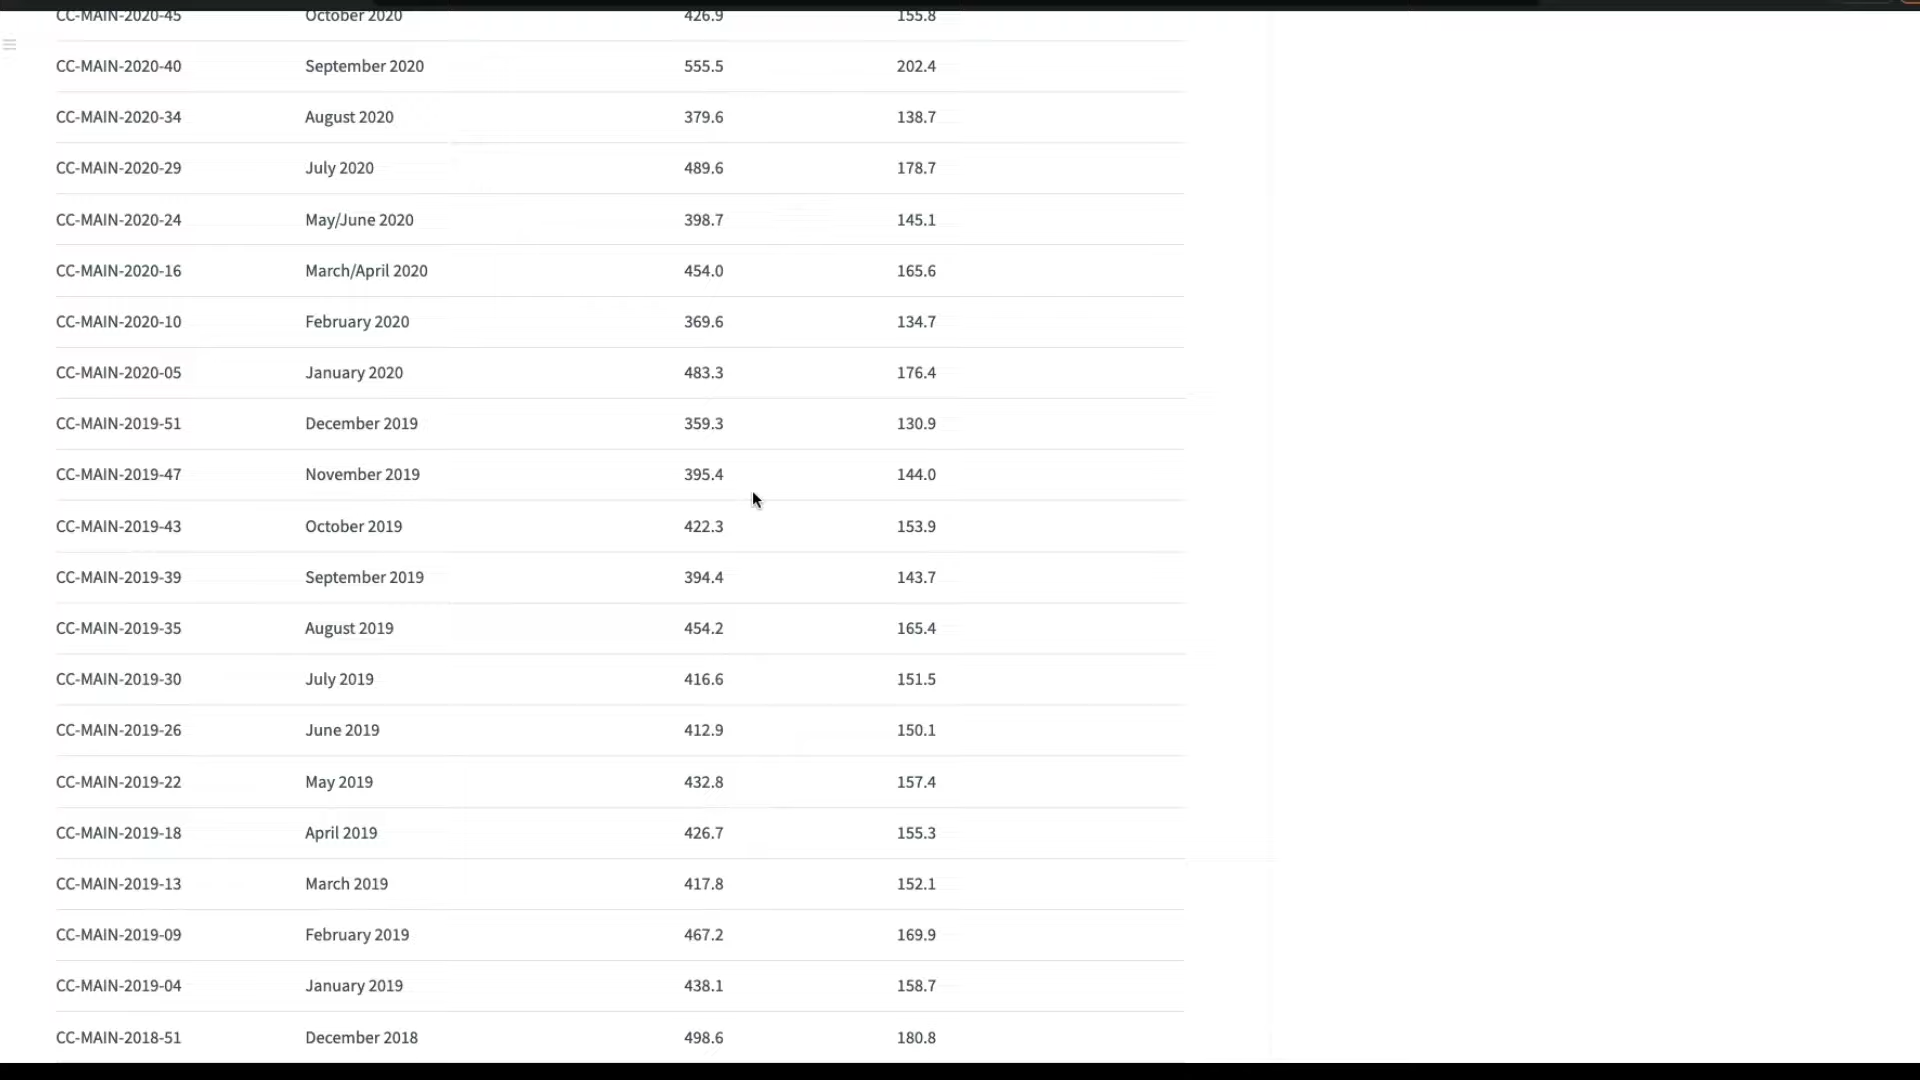 CC-MAIN-2020-45 October 2020 426.9 155.8
CC-MAIN-2020-40 September 2020 555.5 202.4
CC-MAIN-2020-34 August 2020 379.6 138.7
CC-MAIN-2020-29 July 2020 489.6 178.7
CC-MAIN-2020-24 May/June 2020 398.7 145.1
CC-MAIN-2020-16 March/April 2020 454.0 165.6
CC-MAIN-2020-10 February 2020 369.6 134.7
CC-MAIN-2020-05 January 2020 483.3 176.4
CC-MAIN-2019-51 December 2019 359.3 130.9
CC-MAIN-2019-47 November 2019 395.4 144.0
CC-MAIN-2019-43 October 2019 422.3 153.9
CC-MAIN-2019-39 September 2019 394.4 143.7
CC-MAIN-2019-35 August 2019 454.2 165.4
CC-MAIN-2019-30 July 2019 416.6 151.5
CC-MAIN-2019-26 June 2019 412.9 150.1
CC-MAIN-2019-22 May 2019 432.8 157.4
CC-MAIN-2019-18 April 2019 426.7 155.3
CC-MAIN-2019-13 March 2019 417.8 152.1
CC-MAIN-2019-09 February 2019 467.2 169.9
CC-MAIN-2019-04 January 2019 438.1 158.7
CC-MAIN-2018-51 December 2018 498.6 180.8